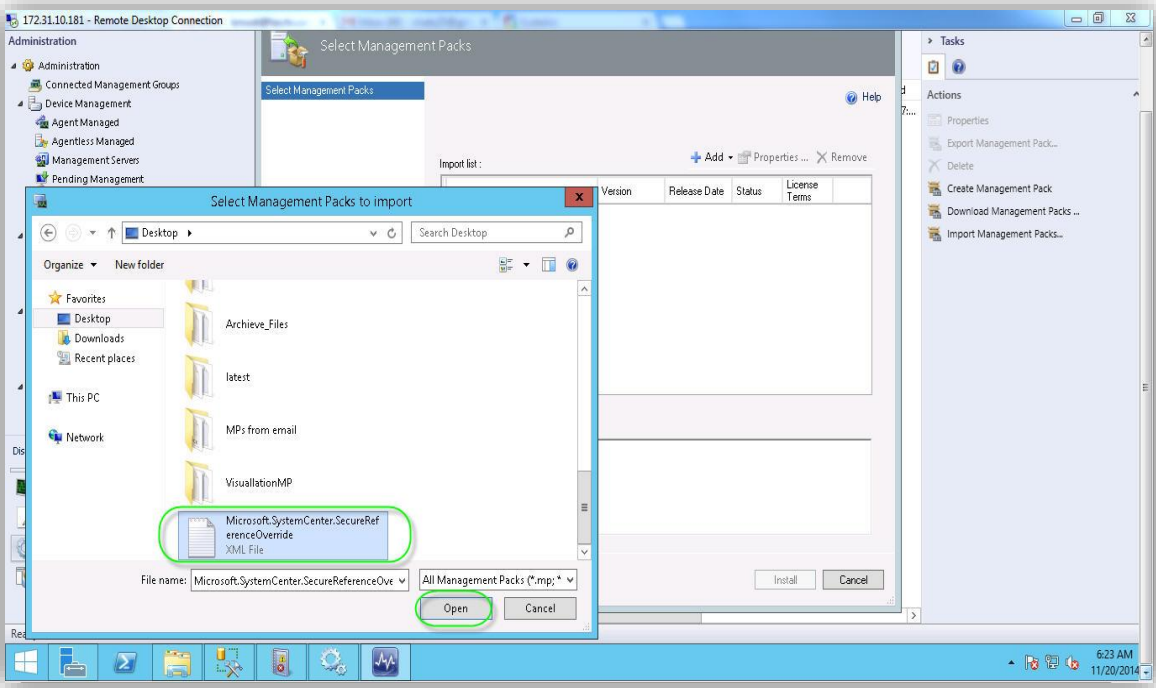 172.31.10.181 - Remote Desktop Connection
Administration
Administration
Connected Management Groups
Device Management
Agent Managed
Agentless Managed
Management Servers
Pending Management
Select Management Packs
Select Management Packs
Help
Import list :
Add
Properties ...
Remove
Version
Release Date
Status
License
Terms
Install
Cancel
Select Management Packs to import
x
Desktop
Search Desktop
Organize
New folder
Favorites
Desktop
Downloads
Recent places
This PC
Network
Archieve_Files
latest
MPs from email
VisuallationMP
Microsoft.SystemCenter.SecureRef
erenceOverride
XML File
File name:
Microsoft.SystemCenter.SecureReferenceOve
All Management Packs (*.mp; *
Open
Cancel
Tasks
Actions
Properties
Export Management Pack...
Delete
Create Management Pack
Download Management Packs ...
Import Management Packs...
Dis
Rea
6:23 AM
11/20/2014